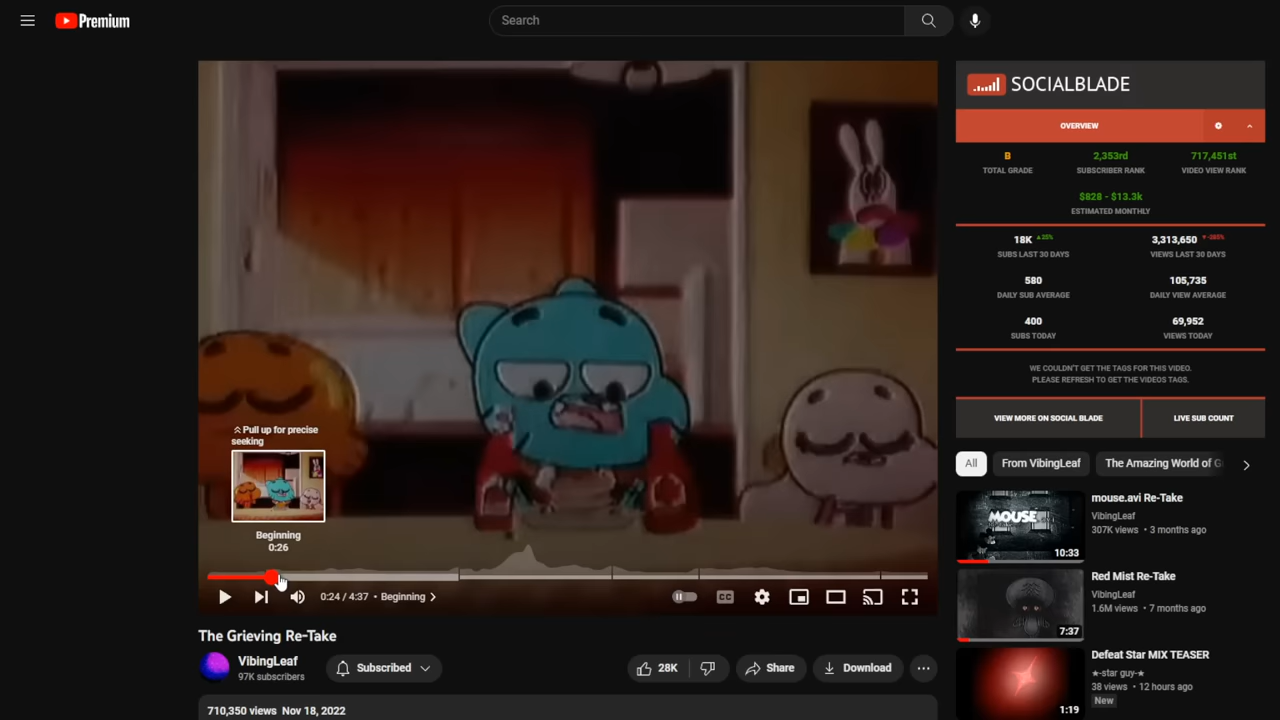 Premium
Search
SOCIALBLADE
OVERVIEW
B
TOTAL GRADE
2,353rd
SUBSCRIBER RANK
717,451st
VIDEO VIEW RANK
$828 - $13.3k
ESTIMATED MONTHLY
18K
SUBS LAST 30 DAYS
3,313,650
VIEWS LAST 30 DAYS
580
DAILY SUB AVERAGE
105,735
DAILY VIEW AVERAGE
400
SUBS TODAY
69,952
VIEWS TODAY
WE COULDN'T GET THE TAGS FOR THIS VIDEO.
PLEASE REFRESH TO GET THE VIDEOS TAGS.
VIEW MORE ON SOCIAL BLADE
LIVE SUB COUNT
Pull up for precise
seeking
Beginning
0:26
0:24 / 4:37 • Beginning
CC
The Grieving Re-Take
VibingLeaf
97K subscribers
Subscribed
28K
Share
Download
710,350 views Nov 18, 2022
All
From VibingLeaf
The Amazing World of G
MOUSE
10:33
mouse.avi Re-Take
VibingLeaf
307K views • 3 months ago
7:37
Red Mist Re-Take
VibingLeaf
1.6M views • 7 months ago
1:19
Defeat Star MIX TEASER
★-star guy-★
38 views • 12 hours ago
New